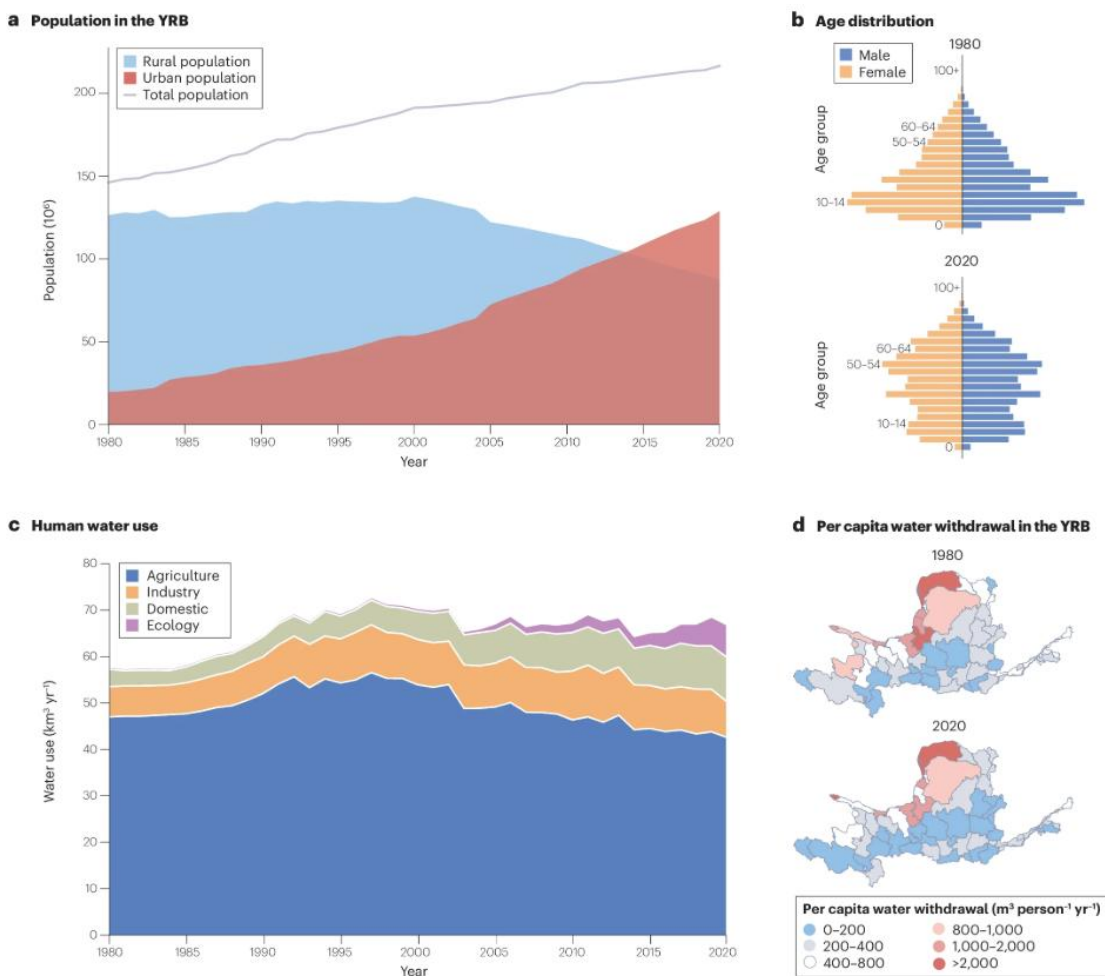 a Population in the YRB
Rural population
Urban population
Total population
200
150
100
50
0
Population (10⁶)
1980 1985 1990 1995 2000 2005 2010 2015 2020
Year
b Age distribution
Male
Female
1980
100+
60–64
50–54
10–14
0
Age group
2020
100+
60–64
50–54
10–14
0
Age group
c Human water use
Agriculture
Industry
Domestic
Ecology
80
70
60
50
40
30
20
10
0
Water use (km³ yr⁻¹)
1980 1985 1990 1995 2000 2005 2010 2015 2020
Year
d Per capita water withdrawal in the YRB
1980
2020
Per capita water withdrawal (m³ person⁻¹ yr⁻¹)
0–200 800–1,000
200–400 1,000–2,000
400–800 >2,000